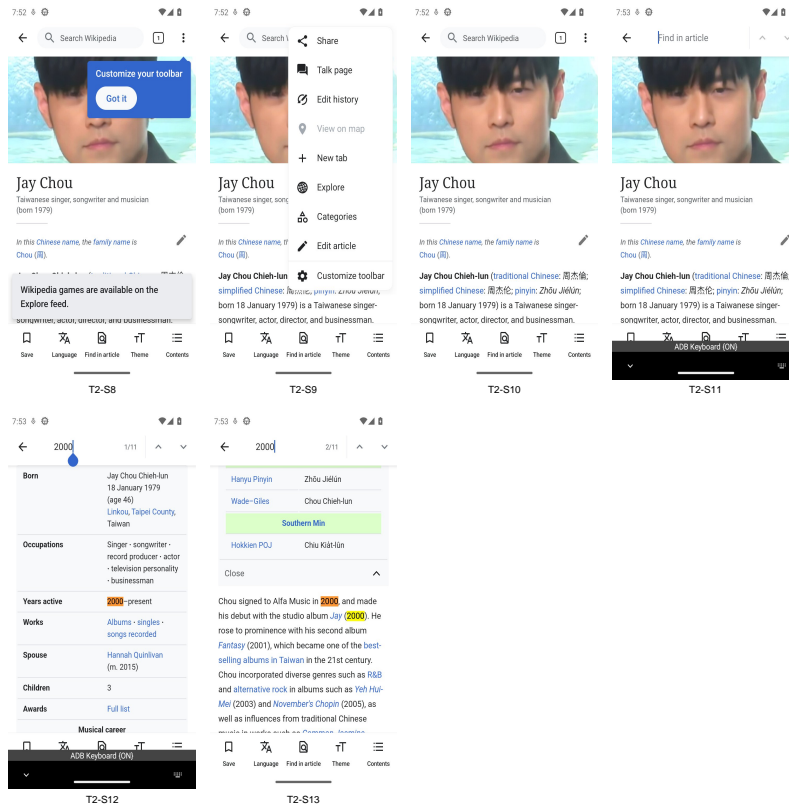 7:52
Search Wikipedia
1
Customize your toolbar
Got it
Jay Chou
Taiwanese singer, songwriter and musician
(born 1979)
In this Chinese name, the family name is
Chou (周).
Wikipedia games are available on the
Explore feed.
songwriter, actor, director, and businessman.
Save
Language
Find in article
Theme
Contents
T2-S8
7:52
Search W
Share
Talk page
Edit history
View on map
New tab
Explore
Categories
Edit article
Customize toolbar
Jay Chou
Taiwanese singer, songw
(born 1979)
In this Chinese name, the f
Chou (周).
Jay Chou Chieh-lun
simplified Chinese: 周杰伦; pinyin: Zhōu Jiélún;
born 18 January 1979) is a Taiwanese singer-
songwriter, actor, director, and businessman.
Save
Language
Find in article
Theme
Contents
T2-S9
7:52
Search Wikipedia
1
Jay Chou
Taiwanese singer, songwriter and musician
(born 1979)
In this Chinese name, the family name is
Chou (周).
Jay Chou Chieh-lun (traditional Chinese: 周杰倫;
simplified Chinese: 周杰伦; pinyin: Zhōu Jiélún;
born 18 January 1979) is a Taiwanese singer-
songwriter, actor, director, and businessman.
Save
Language
Find in article
Theme
Contents
T2-S10
7:53
Find in article
Jay Chou
Taiwanese singer, songwriter and musician
(born 1979)
In this Chinese name, the family name is
Chou (周).
Jay Chou Chieh-lun (traditional Chinese: 周杰倫;
simplified Chinese: 周杰伦; pinyin: Zhōu Jiélún;
born 18 January 1979) is a Taiwanese singer-
songwriter, actor, director, and businessman.
ADB Keyboard (ON)
T2-S11
7:53
2000
1/11
Born
Jay Chou Chieh-lun
18 January 1979
(age 46)
Linkou, Taipei County,
Taiwan
Occupations
Singer · songwriter ·
record producer · actor
· television personality
· businessman
Years active
2000–present
Works
Albums · singles ·
songs recorded
Spouse
Hannah Quinlivan
(m. 2015)
Children
3
Awards
Full list
Musical career
ADB Keyboard (ON)
T2-S12
7:53
2000
2/11
Hanyu Pinyin
Zhōu Jiélún
Wade–Giles
Chou Chieh-lun
Southern Min
Hokkien POJ
Chiu Kia̍t-lûn
Close
Chou signed to Alfa Music in 2000, and made
his debut with the studio album Jay (2000). He
rose to prominence with his second album
Fantasy (2001), which became one of the best-
selling albums in Taiwan in the 21st century.
Chou incorporated diverse genres such as R&B
and alternative rock in albums such as Yeh Hui-
Mei (2003) and November's Chopin (2005), as
well as influences from traditional Chinese
music in works such as Common Jasmine
Save
Language
Find in article
Theme
Contents
T2-S13